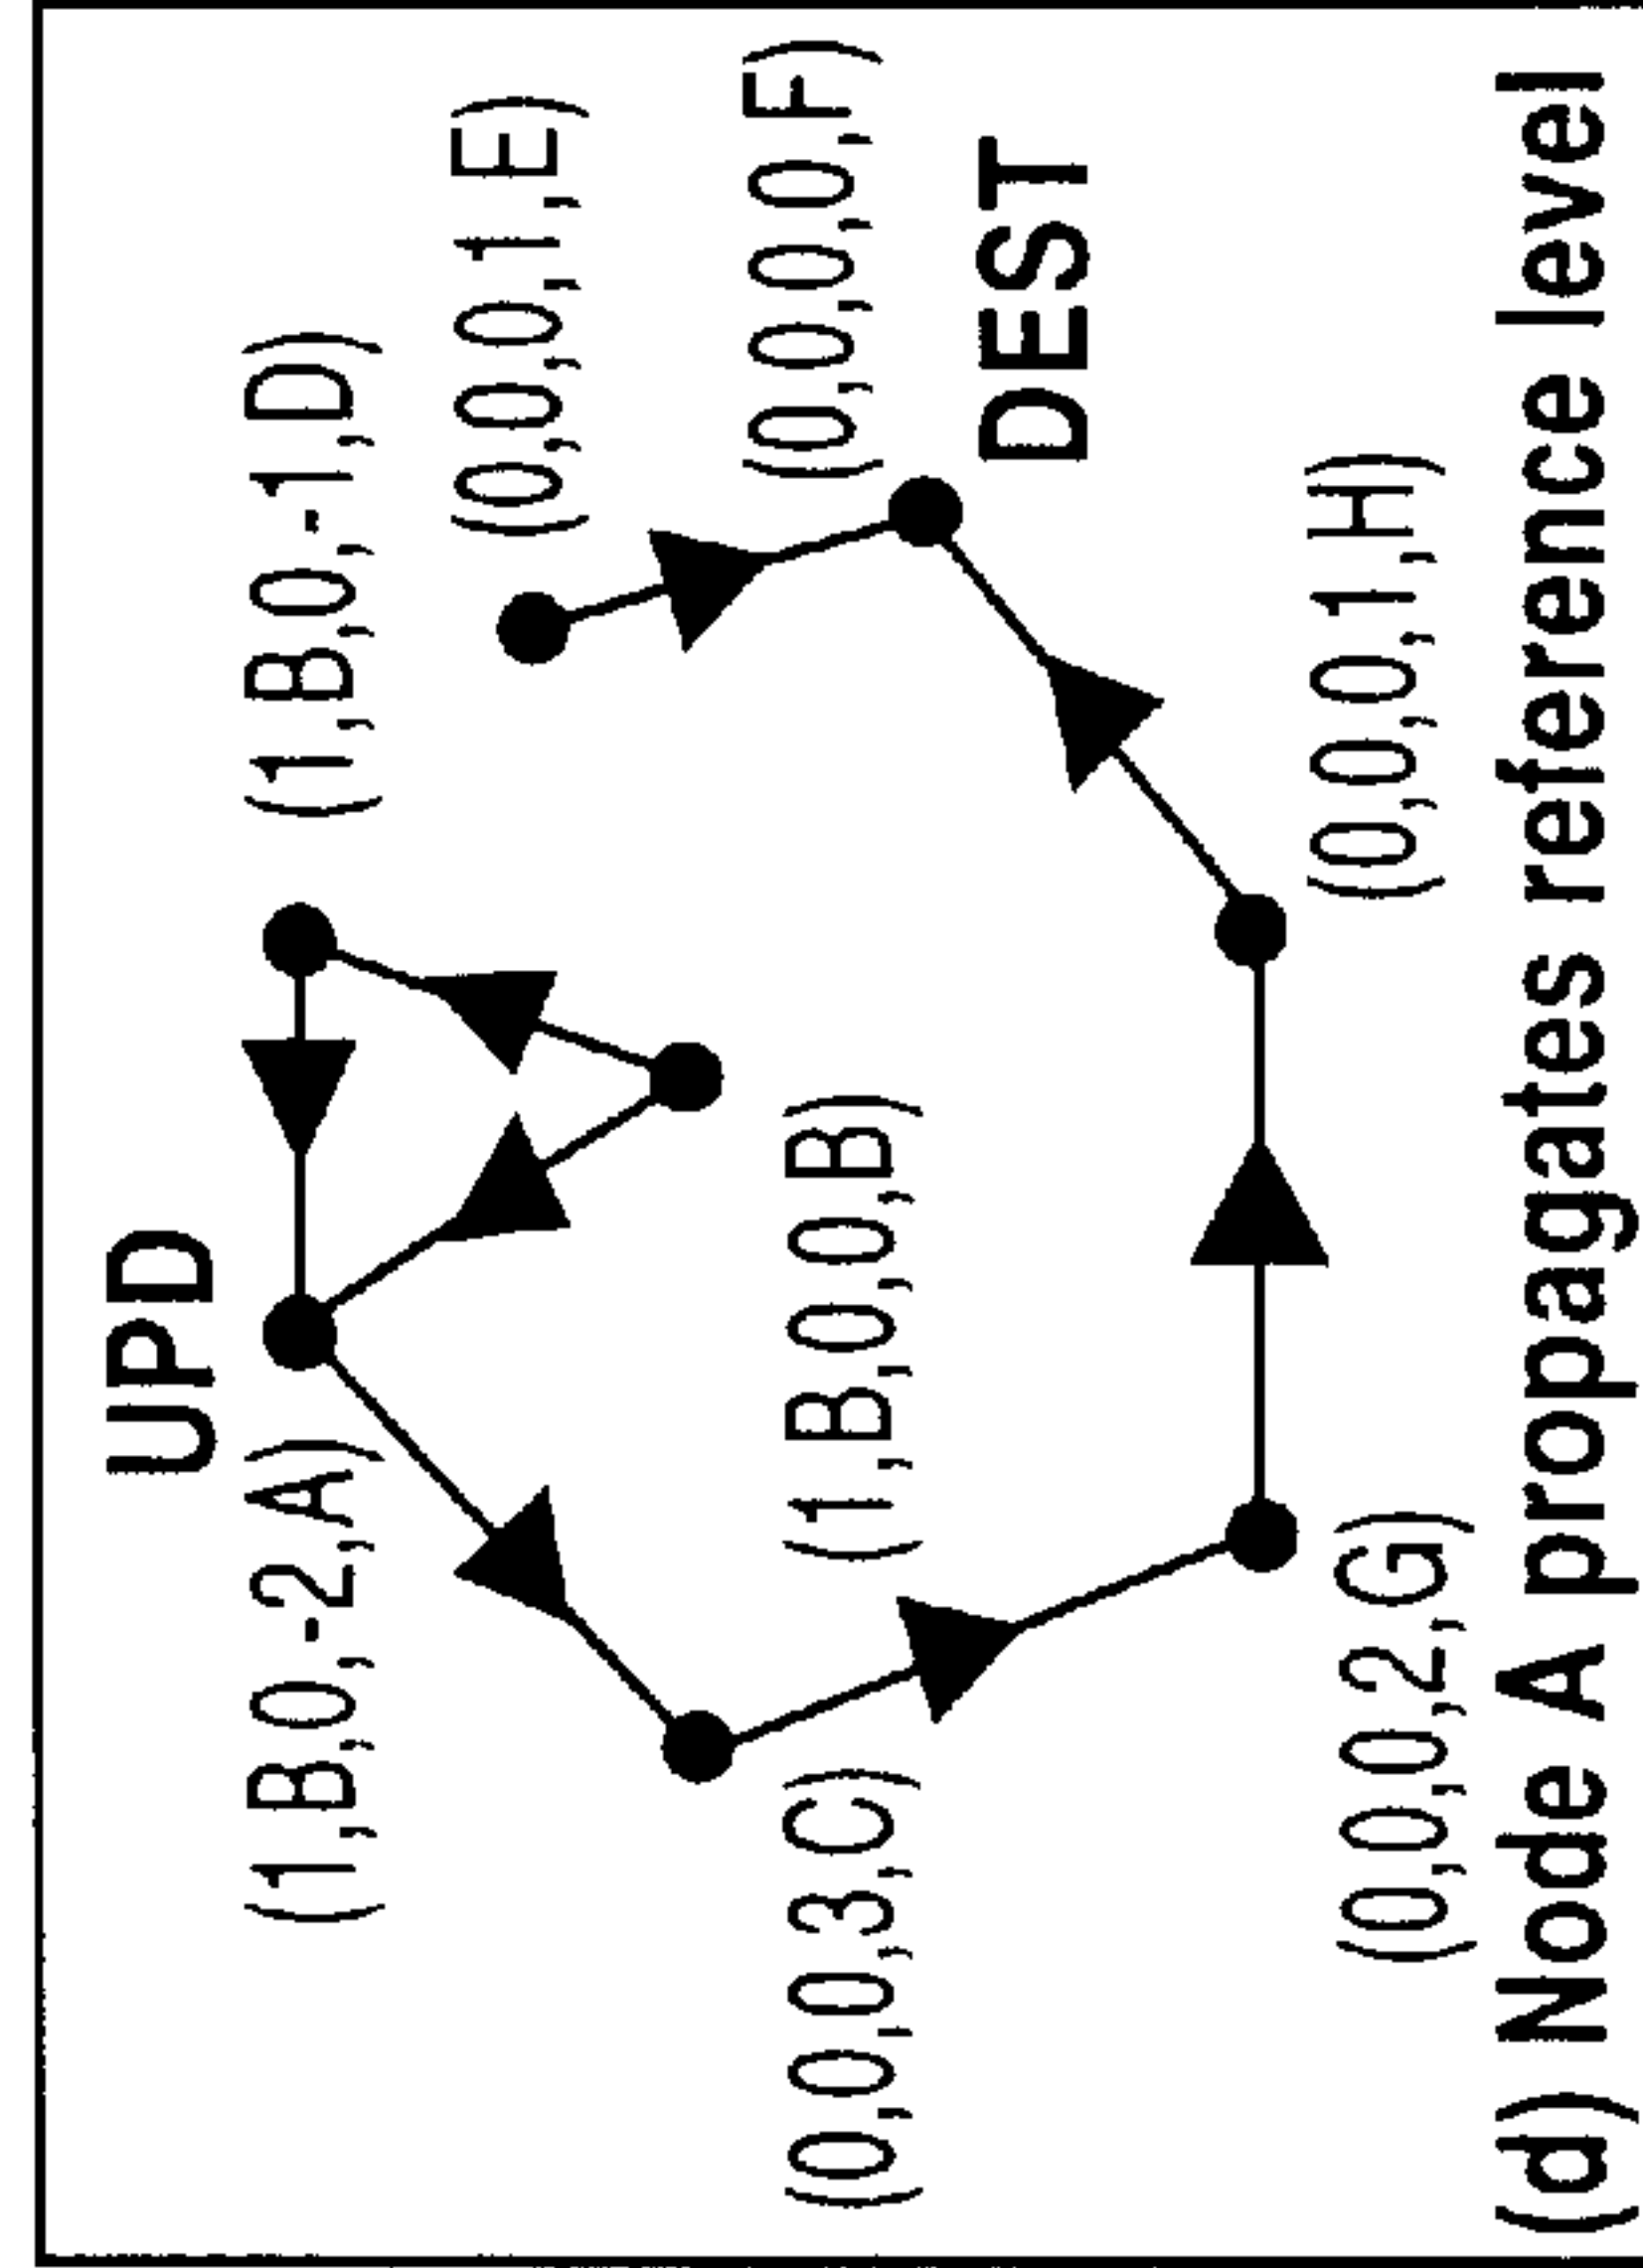 UPD
(1,B,0,-2,A)
(1,B,0,-1,D)
(0,0,0,1,E)
(0,0,0,3,C)
(1,B,0,0,B)
(0,0,0,0,F)
DEST
(0,0,0,2,G)
(0,0,0,1,H)
(d) Node A propagates reference level